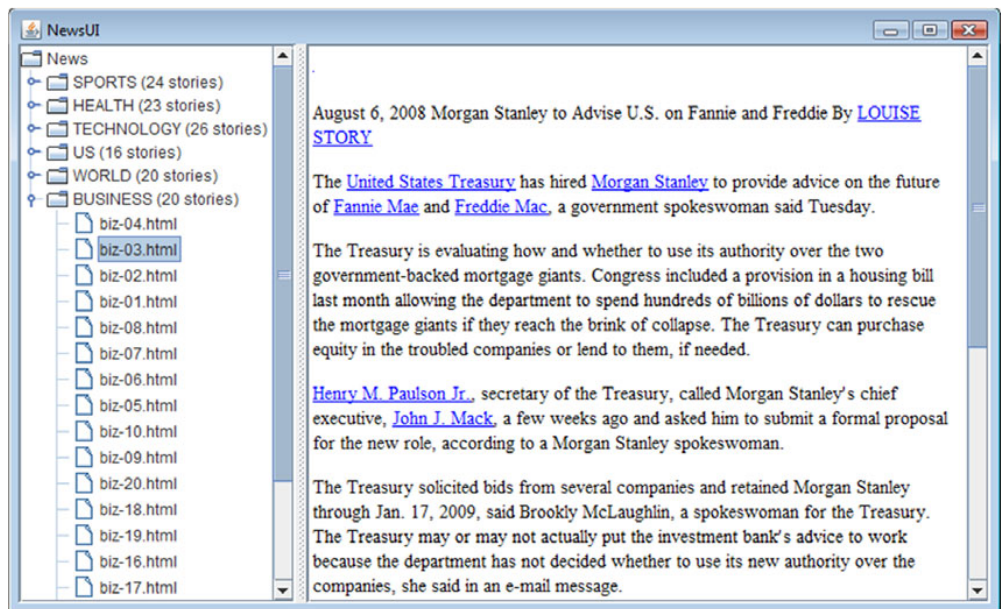 NewsUI
News
SPORTS (24 stories)
HEALTH (23 stories)
TECHNOLOGY (26 stories)
US (16 stories)
WORLD (20 stories)
BUSINESS (20 stories)
biz-04.html
biz-03.html
biz-02.html
biz-01.html
biz-08.html
biz-07.html
biz-06.html
biz-05.html
biz-10.html
biz-09.html
biz-20.html
biz-18.html
biz-19.html
biz-16.html
biz-17.html
August 6, 2008 Morgan Stanley to Advise U.S. on Fannie and Freddie By LOUISE
STORY
The United States Treasury has hired Morgan Stanley to provide advice on the future
of Fannie Mae and Freddie Mac, a government spokeswoman said Tuesday.
The Treasury is evaluating how and whether to use its authority over the two
government-backed mortgage giants. Congress included a provision in a housing bill
last month allowing the department to spend hundreds of billions of dollars to rescue
the mortgage giants if they reach the brink of collapse. The Treasury can purchase
equity in the troubled companies or lend to them, if needed.
Henry M. Paulson Jr., secretary of the Treasury, called Morgan Stanley's chief
executive, John J. Mack, a few weeks ago and asked him to submit a formal proposal
for the new role, according to a Morgan Stanley spokeswoman.
The Treasury solicited bids from several companies and retained Morgan Stanley
through Jan. 17, 2009, said Brookly McLaughlin, a spokeswoman for the Treasury.
The Treasury may or may not actually put the investment bank's advice to work
because the department has not decided whether to use its new authority over the
companies, she said in an e-mail message.